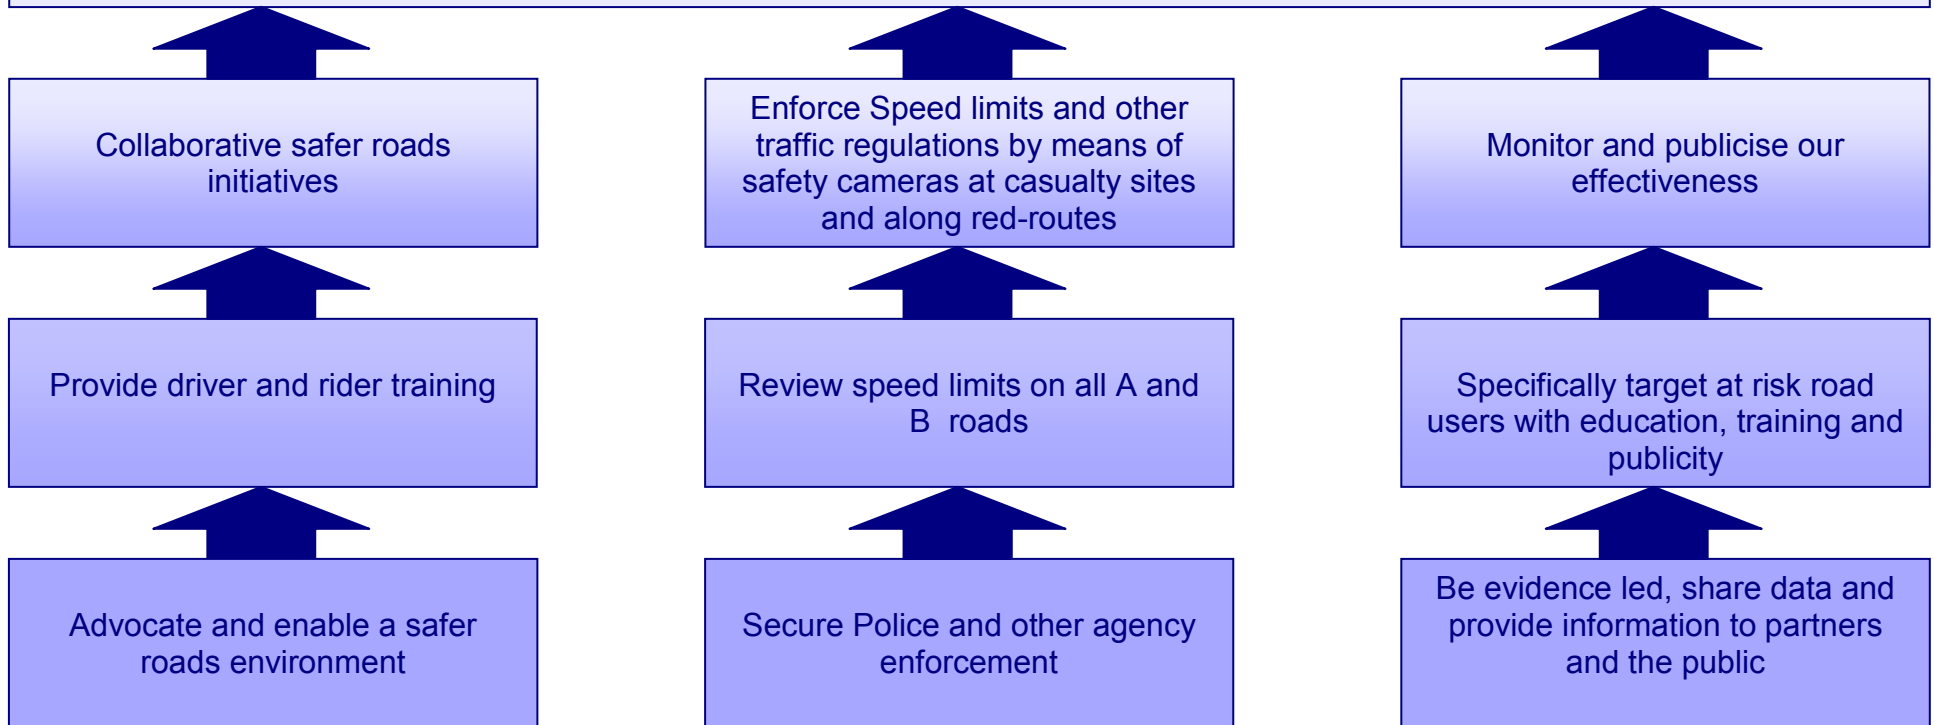 Collaborative safer roads
initiatives
Enforce Speed limits and other
traffic regulations by means of
safety cameras at casualty sites
and along red-routes
Monitor and publicise our
effectiveness
Provide driver and rider training
Review speed limits on all A and
B roads
Specifically target at risk road
users with education, training and
publicity
Advocate and enable a safer
roads environment
Secure Police and other agency
enforcement
Be evidence led, share data and
provide information to partners
and the public